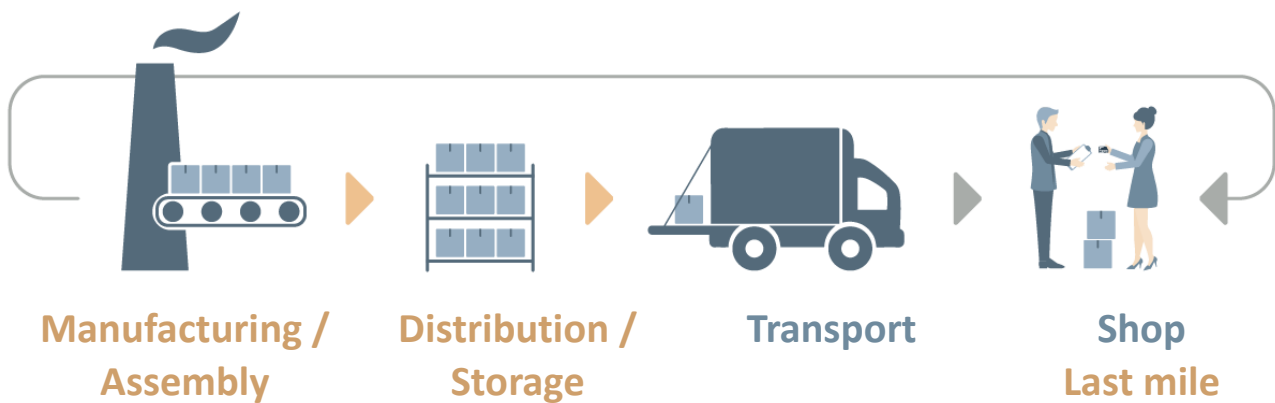 Manufacturing /
Assembly
Distribution /
Storage
Transport
Shop
Last mile